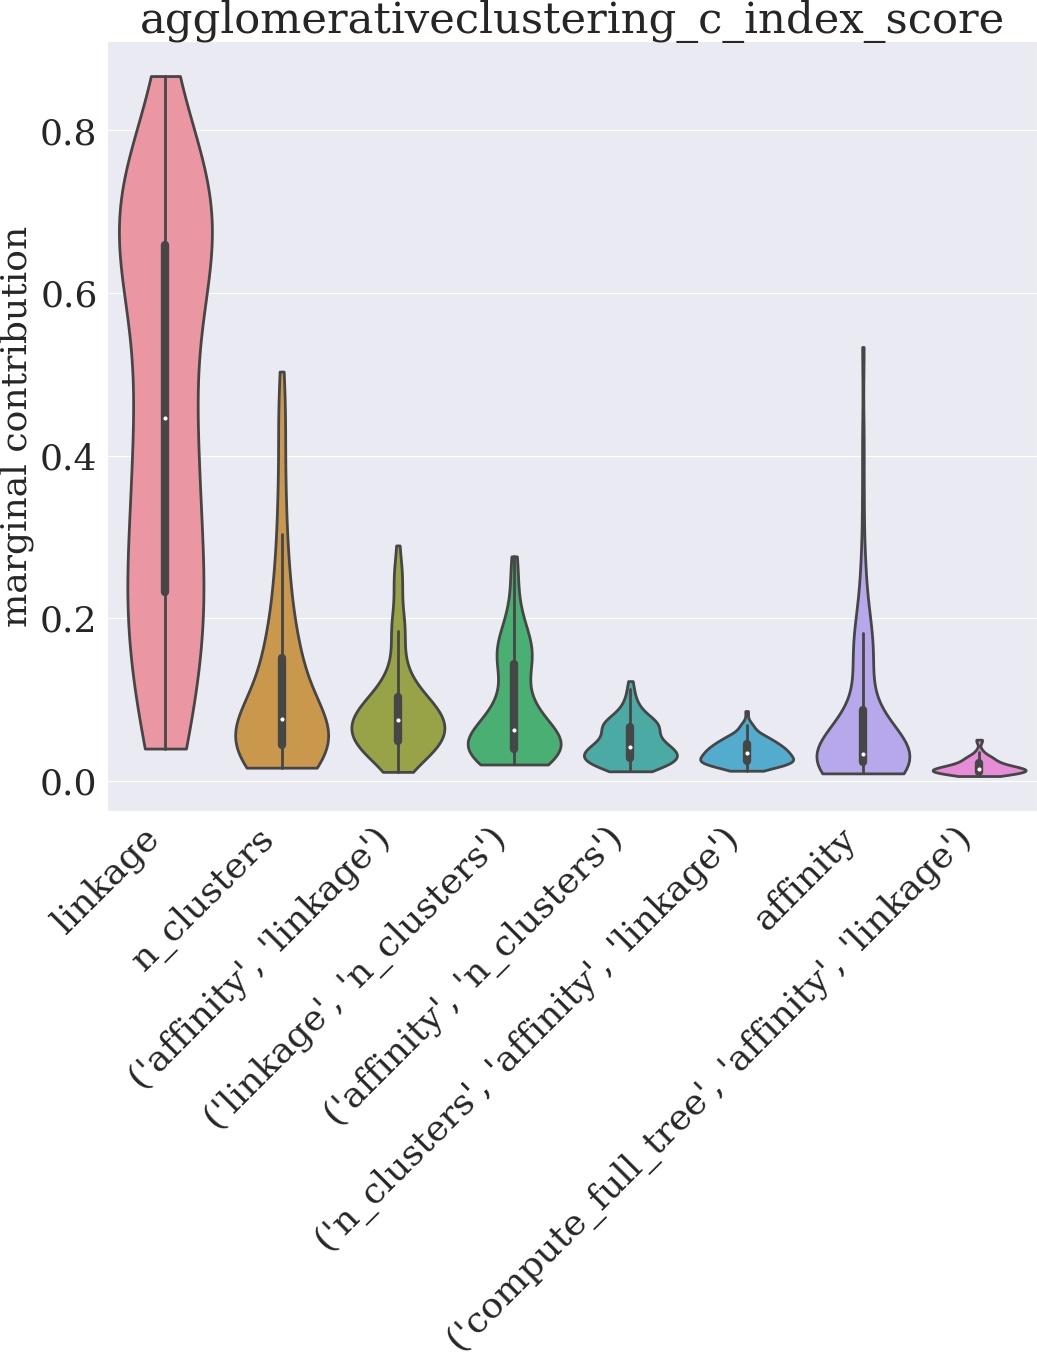 agglomerativeclustering_c_index_score
marginal contribution
0.8
0.6
0.4
0.2
0.0
linkage
n_clusters
('affinity', 'linkage')
('linkage', 'n_clusters')
('affinity', 'n_clusters')
('n_clusters', 'affinity', 'linkage')
affinity
('compute_full_tree', 'affinity', 'linkage')